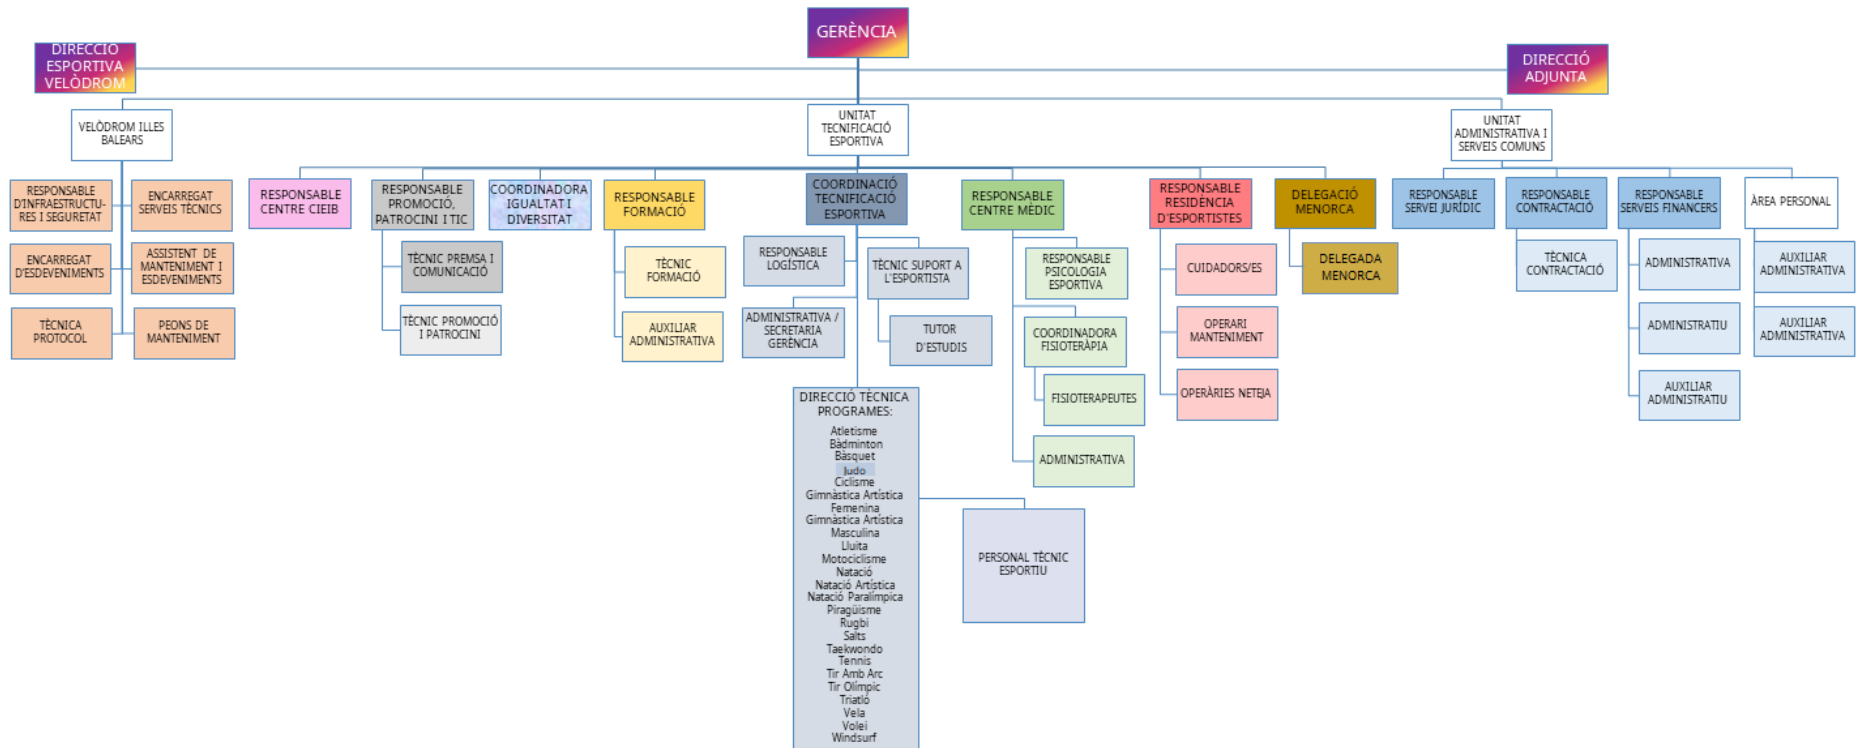 GERÈNCIA
DIRECCIÓ
ESPORTIVA
VELÒDROM
DIRECCIÓ
ADJUNTA
VELÒDROM ILLES
BALEARS
UNITAT
TECNIFICACIÓ
ESPORTIVA
UNITAT
ADMINISTRATIVA I
SERVEIS COMUNS
RESPONSABLE
D'INFRAESTRUCTU-
RES I SEGURETAT
ENCARREGAT
SERVEIS TÈCNICS
ENCARREGAT
D'ESDEVENIMENTS
ASSISTENT DE
MANTENIMENT I
ESDEVENIMENTS
TÈCNICA
PROTOCOL
PEONS DE
MANTENIMENT
RESPONSABLE
CENTRE CIEIB
RESPONSABLE
PROMOCIÓ,
PATROCINI I TIC
TÈCNIC PREMSA I
COMUNICACIÓ
TÈCNIC PROMOCIÓ
I PATROCINI
COORDINADORA
IGUALTAT I
DIVERSITAT
RESPONSABLE
FORMACIÓ
TÈCNIC
FORMACIÓ
AUXILIAR
ADMINISTRATIVA
COORDINACIÓ
TECNIFICACIÓ
ESPORTIVA
RESPONSABLE
LOGÍSTICA
TÈCNIC SUPORT A
L'ESPORTISTA
ADMINISTRATIVA /
SECRETARIA
GERÈNCIA
TUTOR
D'ESTUDIS
DIRECCIÓ TÈCNICA
PROGRAMES:
Atletisme
Bàdminton
Bàsquet
Judo
Ciclisme
Gimnàstica Artística
Femenina
Gimnàstica Artística
Masculina
Lluita
Motociclisme
Natació
Natació Artística
Natació Paralímpica
Piragüisme
Rugbi
Salts
Taekwondo
Tennis
Tir Amb Arc
Tir Olímpic
Triatló
Vela
Volei
Windsurf
PERSONAL TÈCNIC
ESPORTIU
RESPONSABLE
CENTRE MÈDIC
RESPONSABLE
PSICOLOGIA
ESPORTIVA
COORDINADORA
FISIOTERÀPIA
FISIOTERAPEUTES
ADMINISTRATIVA
RESPONSABLE
RESIDÈNCIA
D'ESPORTISTES
CUIDADORS/ES
OPERARI
MANTENIMENT
OPERÀRIES NETEJA
DELEGACIÓ
MENORCA
DELEGADA
MENORCA
RESPONSABLE
SERVEI JURÍDIC
RESPONSABLE
CONTRACTACIÓ
TÈCNICA
CONTRACTACIÓ
RESPONSABLE
SERVEIS FINANCERS
ADMINISTRATIVA
ADMINISTRATIU
AUXILIAR
ADMINISTRATIU
ÀREA PERSONAL
AUXILIAR
ADMINISTRATIVA
AUXILIAR
ADMINISTRATIVA